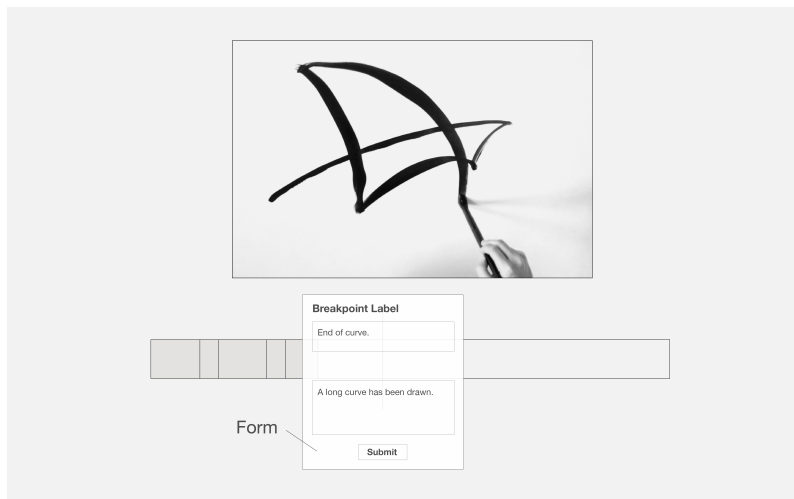 Breakpoint Label
End of curve.
A long curve has been drawn.
Form
Submit